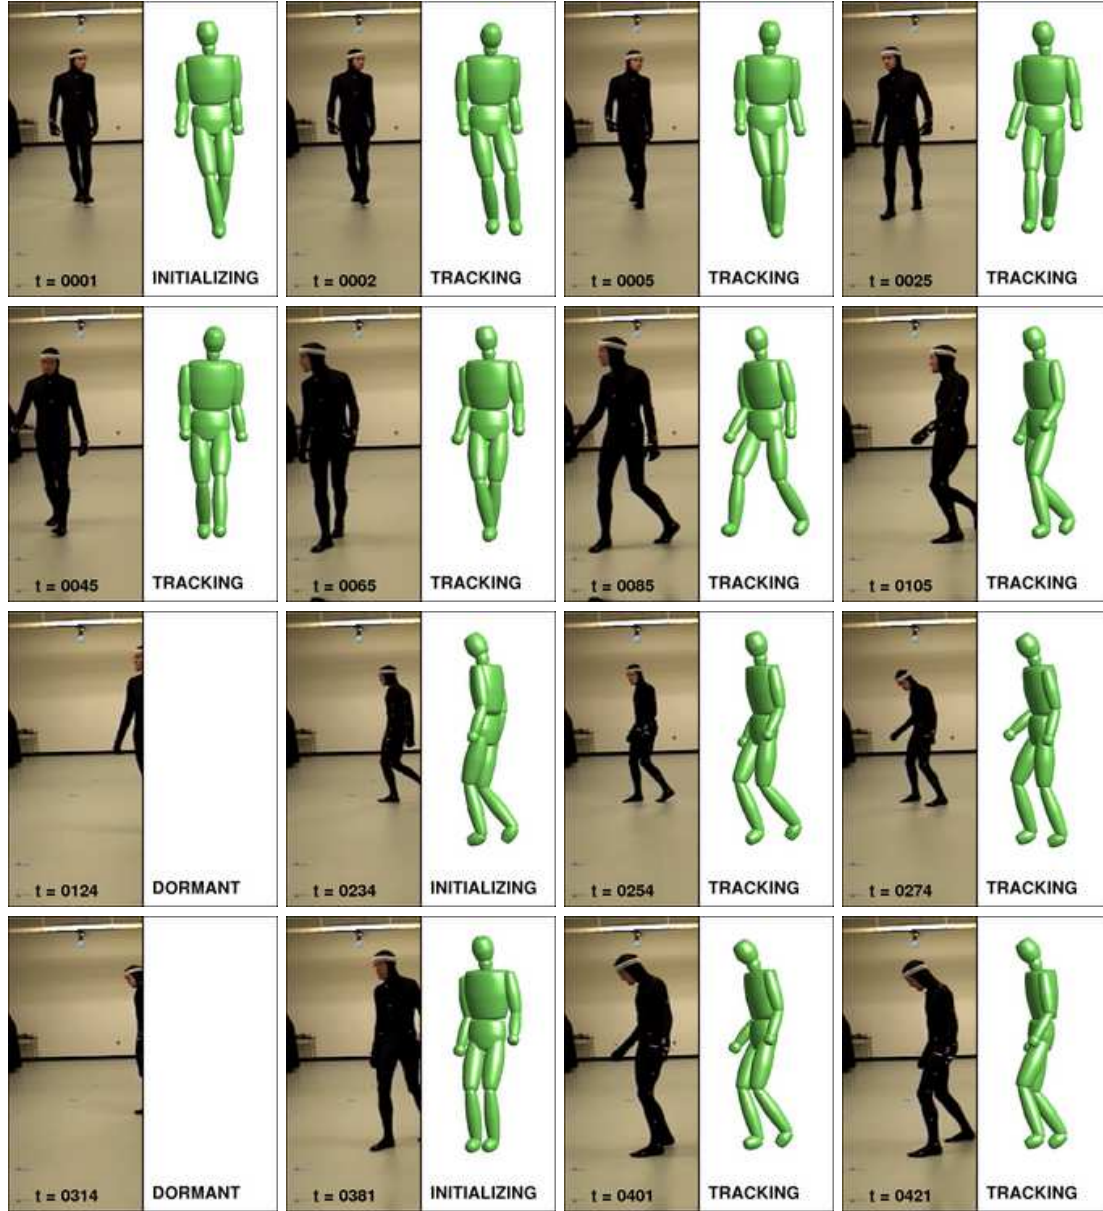 t = 0001 INITIALIZING
t = 0002 TRACKING
t = 0005 TRACKING
t = 0025 TRACKING
t = 0045 TRACKING
t = 0065 TRACKING
t = 0085 TRACKING
t = 0105 TRACKING
t = 0124 DORMANT
t = 0234 INITIALIZING
t = 0254 TRACKING
t = 0274 TRACKING
t = 0314 DORMANT
t = 0381 INITIALIZING
t = 0401 TRACKING
t = 0421 TRACKING